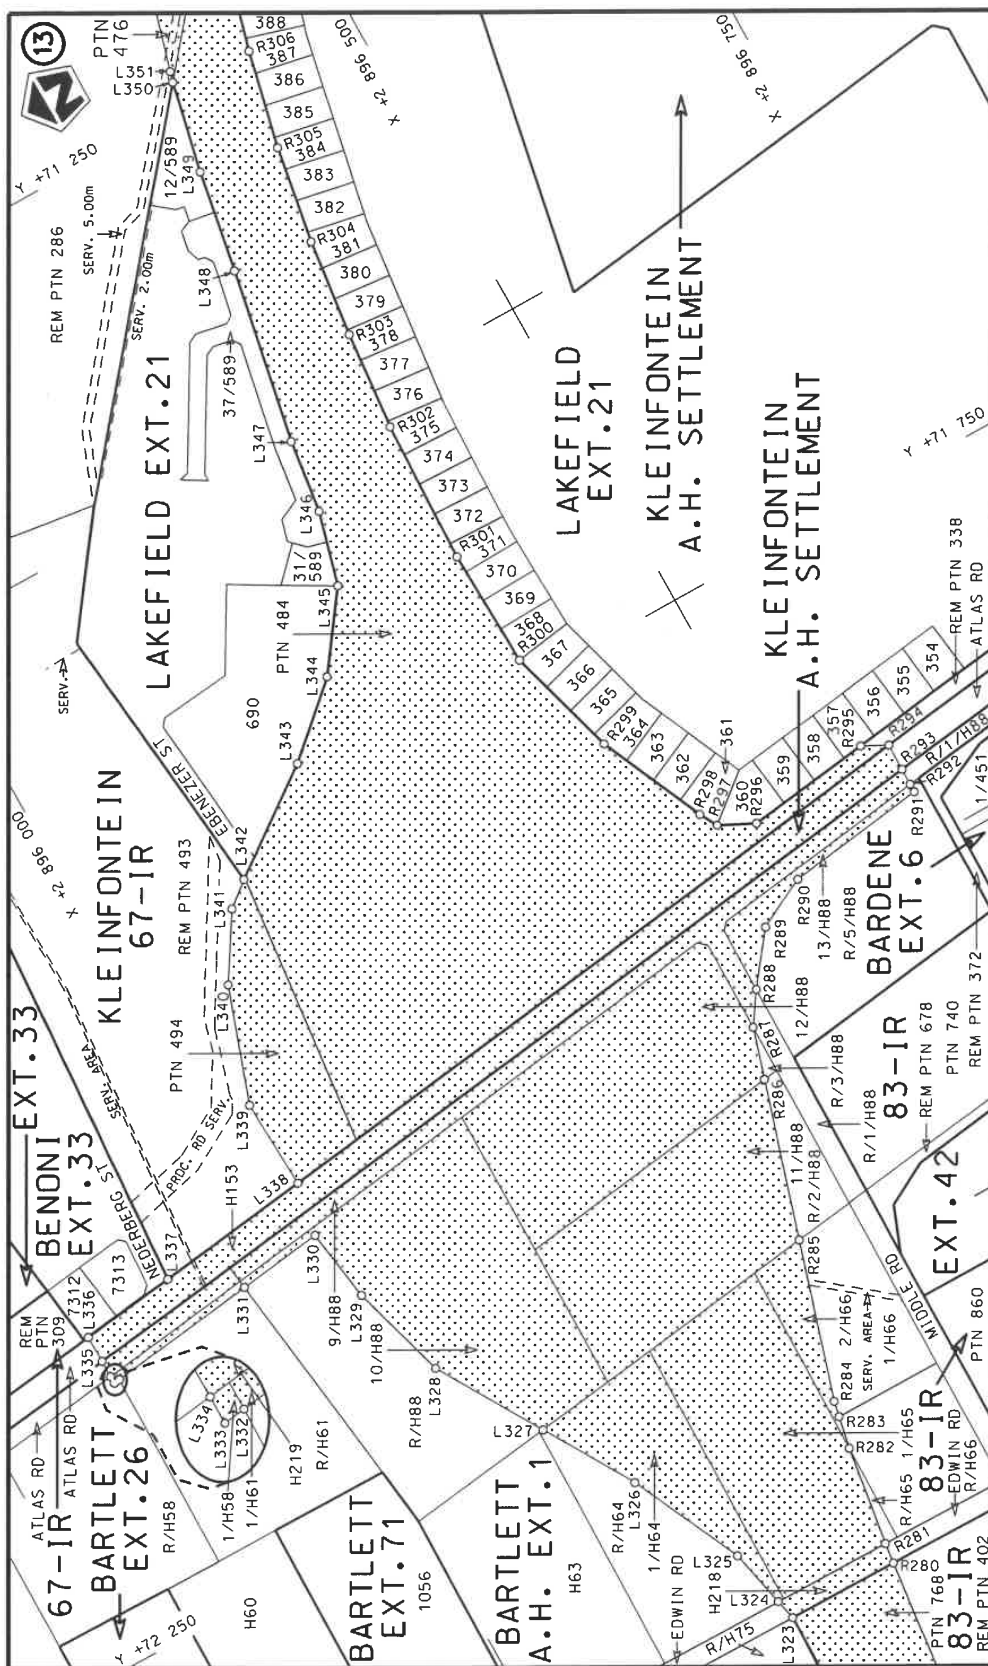 13
PTN
476
L351
L350
Y +71 250
REM PTN 286
SERV. 5.00m
SERV. 2.00m
12/589
L349
L348
37/589
LAKEFIELD EXT.21
L347
L346
31/
589
L345
PTN 484
L344
690
L343
SERV.
EBENEZER ST
L342
L341
KLEINFONTEIN
67-IR
X +2 896 000
REM PTN 493
L340
PTN 494
L339
SERV. AREA
PROC. RD SERV.
H153
L338
NEDERBERG ST
L337
EXT.33
BENONI
EXT.33
7313
7312
L336
REM
PTN
309
L335
67-IR
ATLAS RD
ATLAS RD
BARTLETT
EXT.26
R/H58
L334
L333
L332
1/H58
1/H61
H219
R/H61
L331
L330
9/H88
L329
10/H88
L328
R/H88
L327
Y +72 250
H60
BARTLETT
EXT.71
1056
BARTLETT
A.H. EXT.1
H63
R/H64
L326
1/H64
L325
EDWIN RD
H218
L324
R/H75
L323
388
R306
387
386
385
R305
384
383
382
R304
381
380
379
R303
378
377
376
R302
375
374
373
372
R301
371
370
369
368
R300
367
366
365
R299
364
363
362
R298
R297
361
360
R296
359
358
357
R295
356
355
354
R294
R293
R292
R291
X +2 896 500
X +2 896 750
LAKEFIELD
EXT.21
KLEINFONTEIN
A.H. SETTLEMENT
KLEINFONTEIN
A.H. SETTLEMENT
Y +71 750
REM PTN 338
ATLAS RD
R/1/H88
1/451
R290
13/H88
R/5/H88
BARDENE
EXT.6
REM PTN 372
R289
R288
12/H88
R287
R286
R/3/H88
R/1/H88
83-IR
REM PTN 678
PTN 740
11/H88
R/2/H88
R285
EXT.42
MIDDLE RD
2/H66
SERV. AREA
1/H66
PTN 860
R284
R283
R282
1/H65
R/H65
83-IR
EDWIN RD
R/H66
R281
R280
PTN 768
83-IR
REM PTN 402